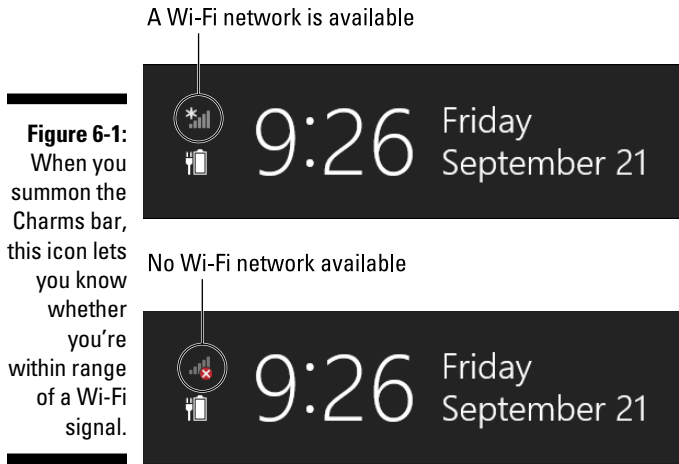 A Wi-Fi network is available
9:26
Friday
September 21
Figure 6-1:
When you
summon the
Charms bar,
this icon lets
you know
whether
you're
within range
of a Wi-Fi
signal.
No Wi-Fi network available
9:26
Friday
September 21